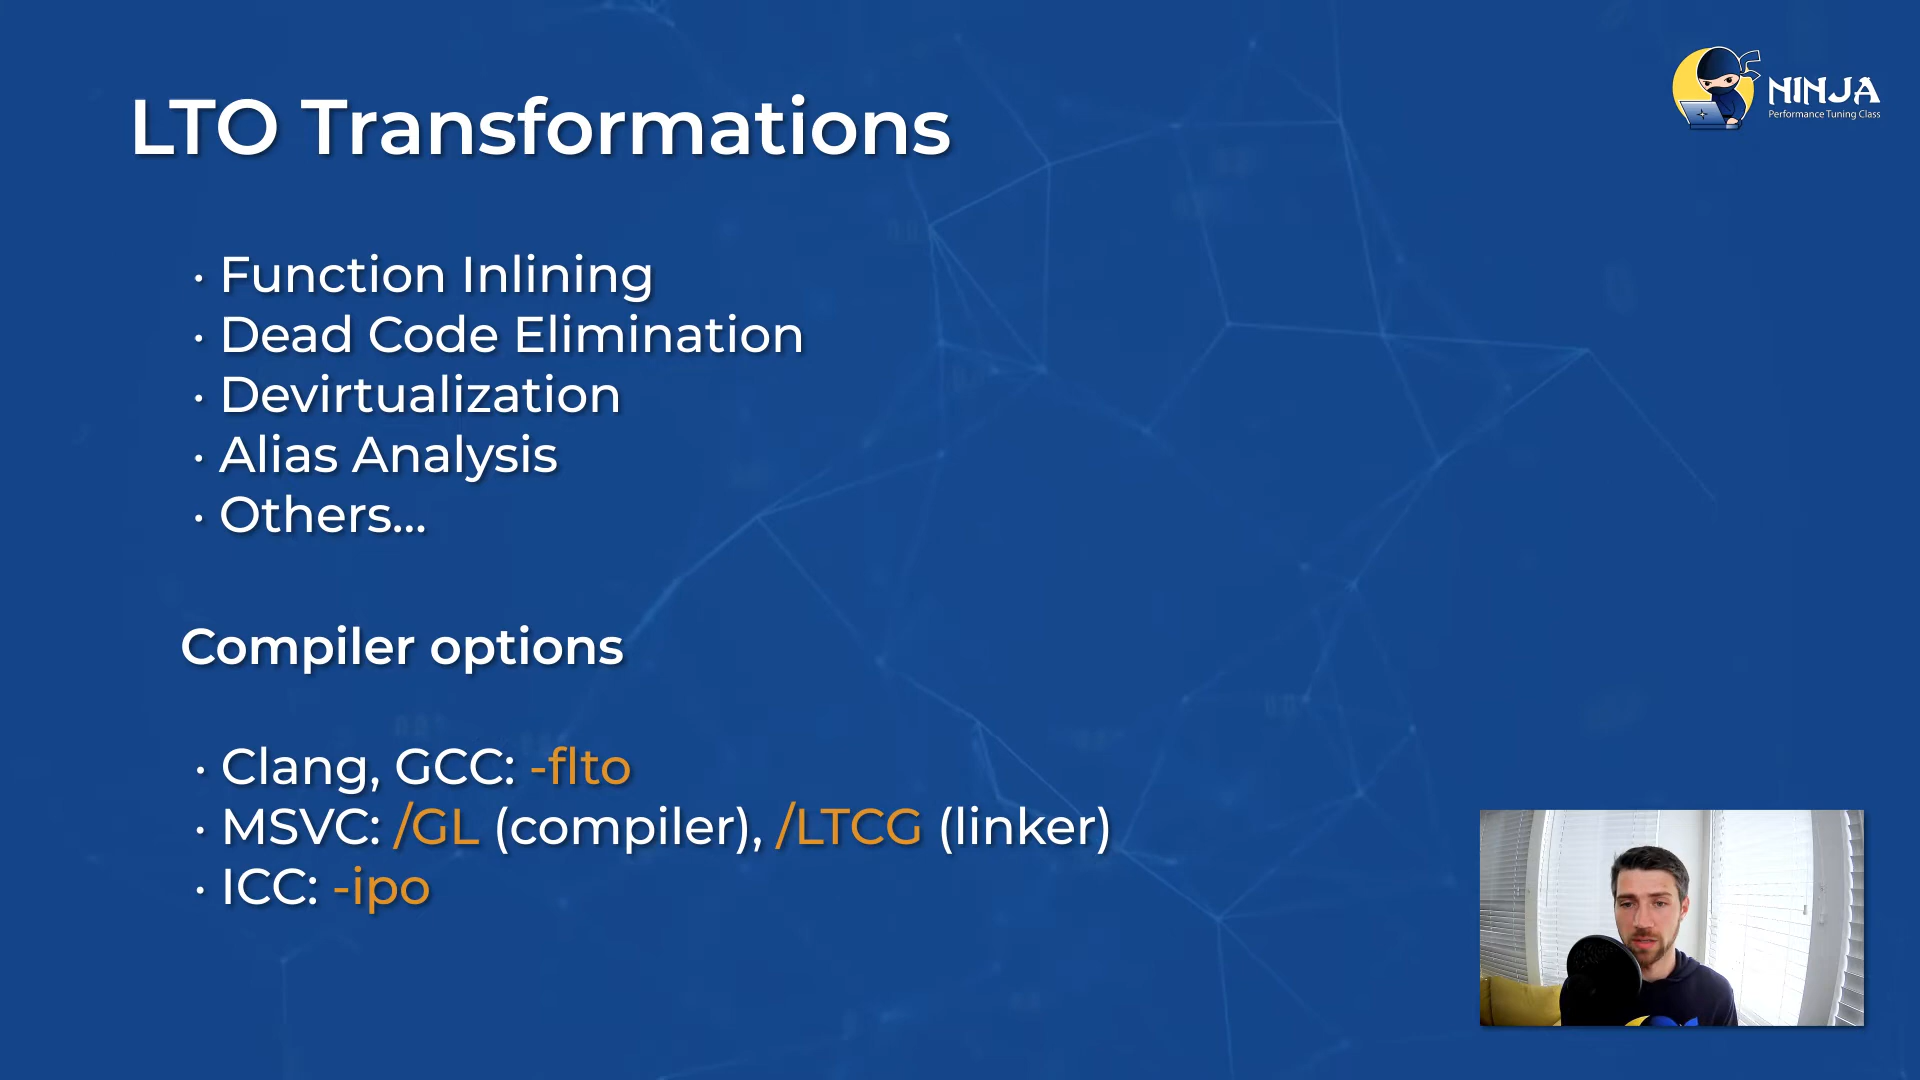 LTO Transformations
NINJA
Performance Tuning Class
· Function Inlining
· Dead Code Elimination
· Devirtualization
· Alias Analysis
· Others...
Compiler options
· Clang, GCC: -flto
· MSVC: /GL (compiler), /LTCG (linker)
· ICC: -ipo